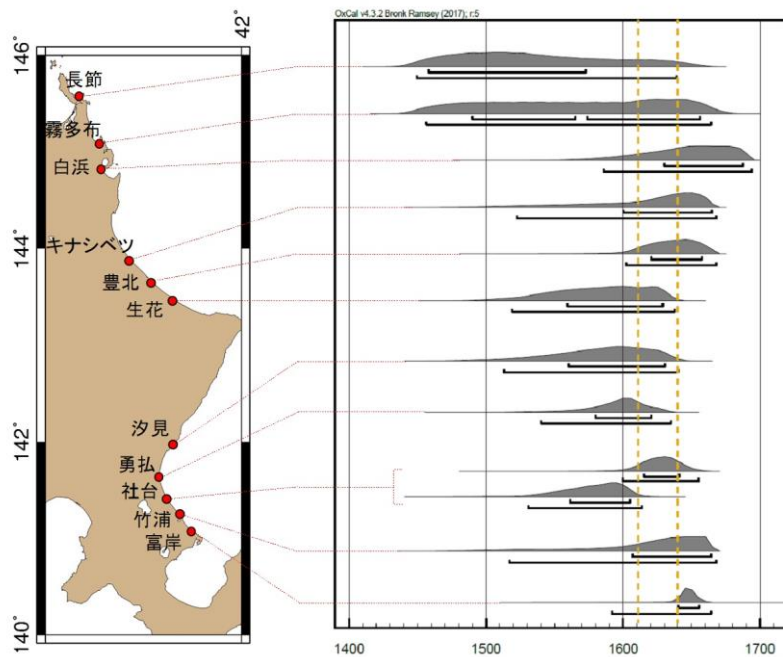 OxCal v4.3.2 Bronk Ramsey (2017); r:5
42°
146°
長節
霧多布
白浜
144°
キナシベツ
豊北
生花
142°
汐見
勇払
社台
竹浦
富岸
140°
1400 1500 1600 1700